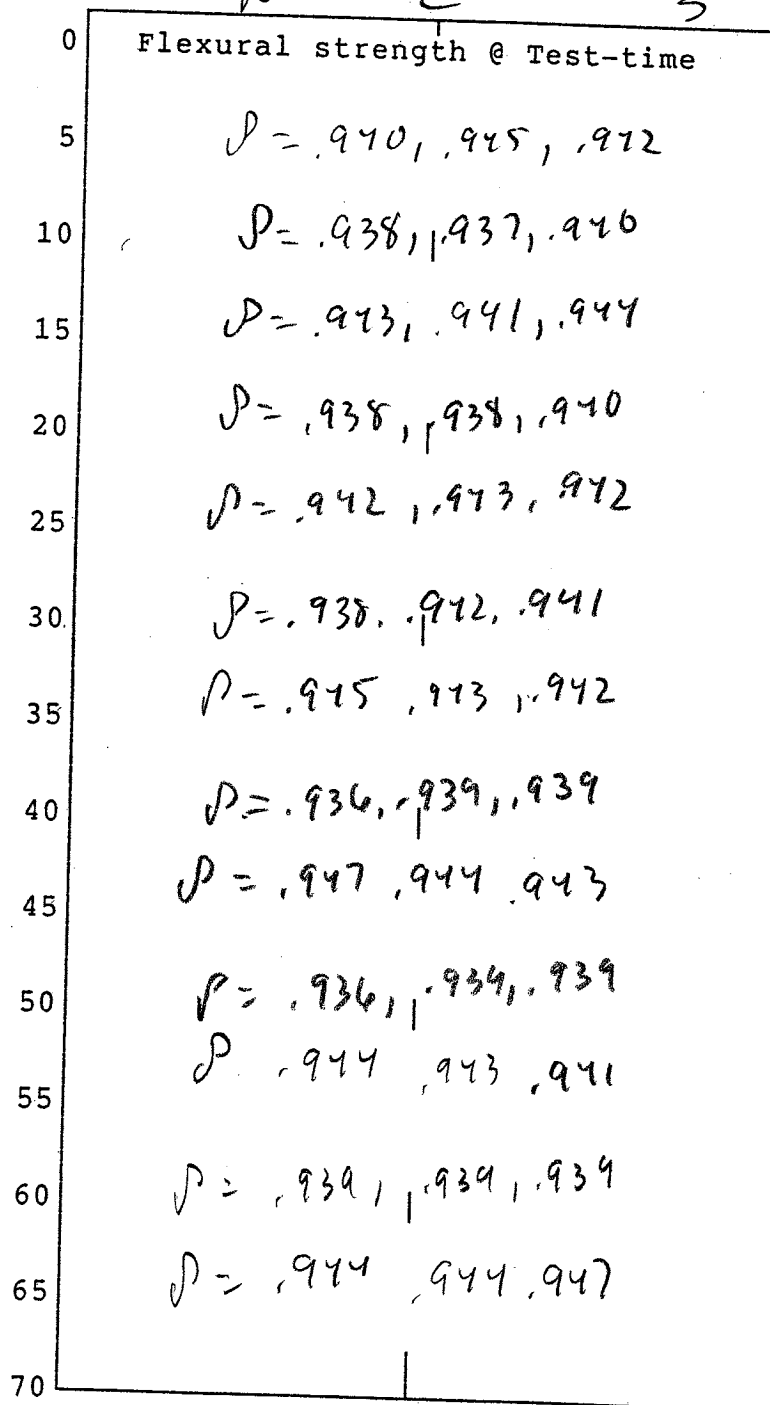 0 Flexural strength @ Test-time
5 ρ = .940, .945, .942
10 ρ = .938, .937, .940
15 ρ = .943, .941, .944
20 ρ = .938, .938, .940
25 ρ = .942, .943, .942
30 ρ = .938, .942, .941
35 ρ = .945 .943, .942
40 ρ = .936, .939, .939
45 ρ = .947 .944 .943
50 ρ = .936, .939, .939
55 ρ .944 .943 .941
60 ρ = .939, .939, .939
65 ρ = .944 .944 .947
70